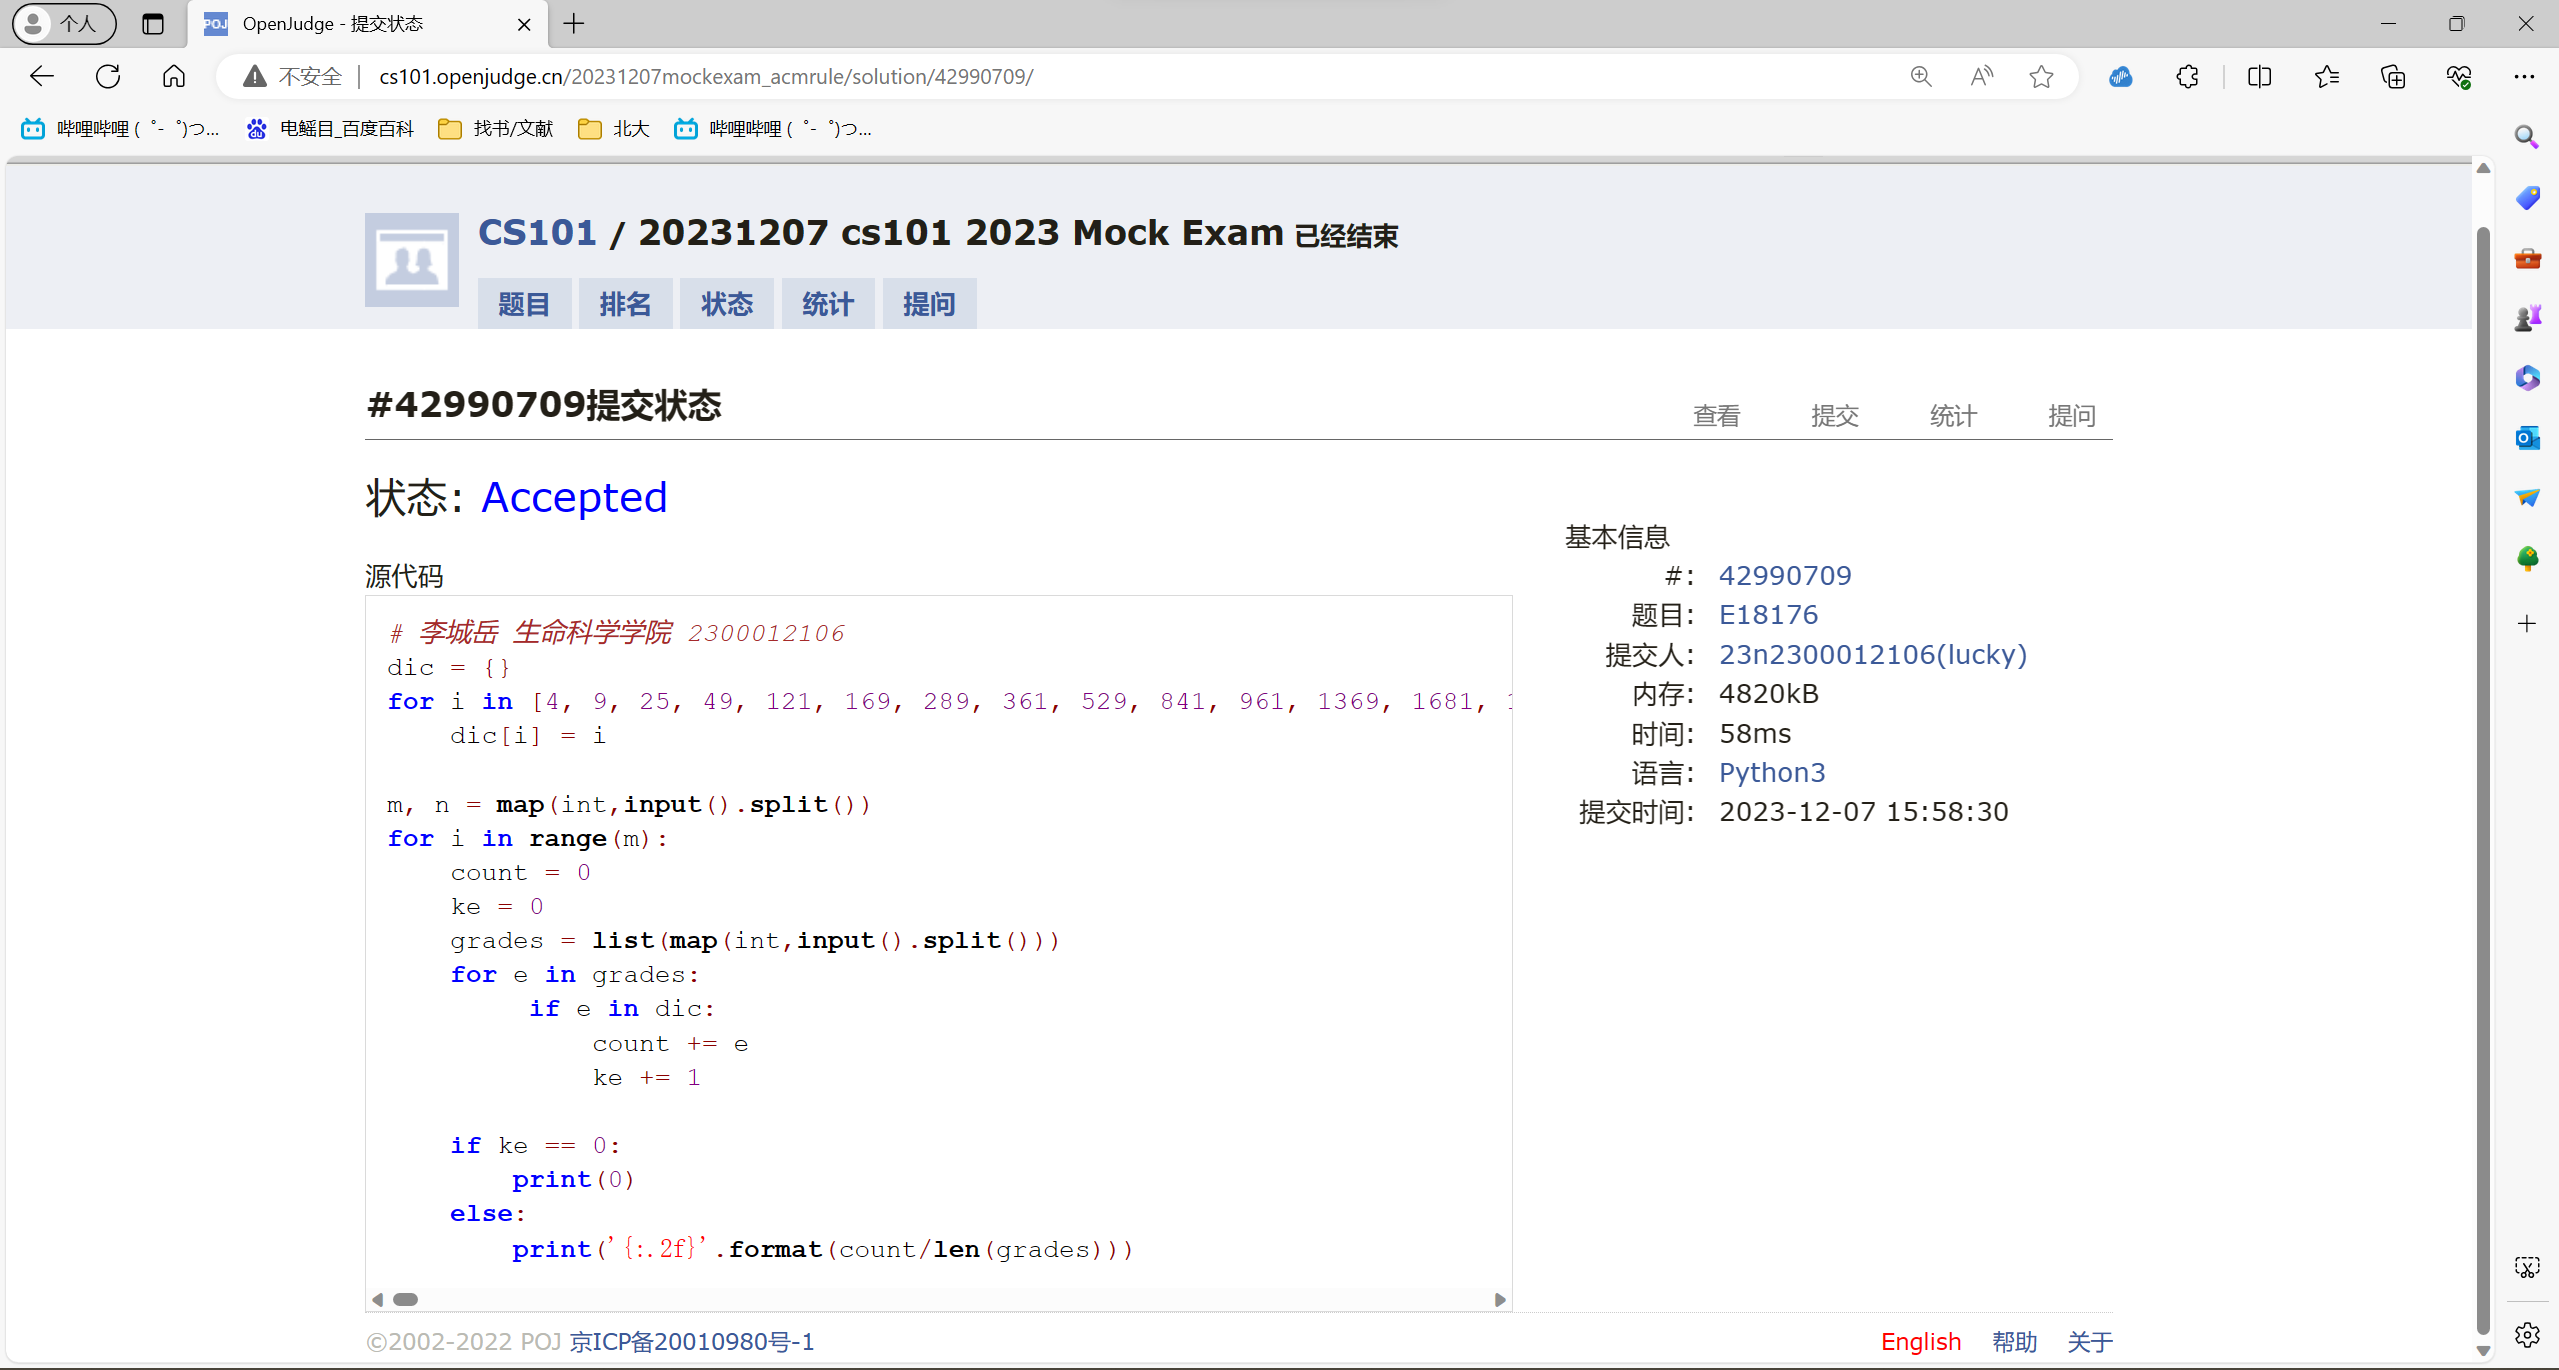 个人
POJ OpenJudge - 提交状态
不安全 cs101.openjudge.cn/20231207mockexam_acmrule/solution/42990709/
哔哩哔哩 (゜-゜)つ... 电鳐目_百度百科 找书/文献 北大 哔哩哔哩 (゜-゜)つ...
CS101 / 20231207 cs101 2023 Mock Exam 已经结束
题目 排名 状态 统计 提问
#42990709提交状态
查看 提交 统计 提问
状态: Accepted
源代码
# 李城岳 生命科学学院 2300012106
dic = {}
for i in [4, 9, 25, 49, 121, 169, 289, 361, 529, 841, 961, 1369, 1681,
dic[i] = i
m, n = map(int,input().split())
for i in range(m):
count = 0
ke = 0
grades = list(map(int,input().split()))
for e in grades:
if e in dic:
count += e
ke += 1
if ke == 0:
print(0)
else:
print('{:.2f}'.format(count/len(grades)))
基本信息
#: 42990709
题目: E18176
提交人: 23n2300012106(lucky)
内存: 4820kB
时间: 58ms
语言: Python3
提交时间: 2023-12-07 15:58:30
©2002-2022 POJ 京ICP备20010980号-1
English 帮助 关于